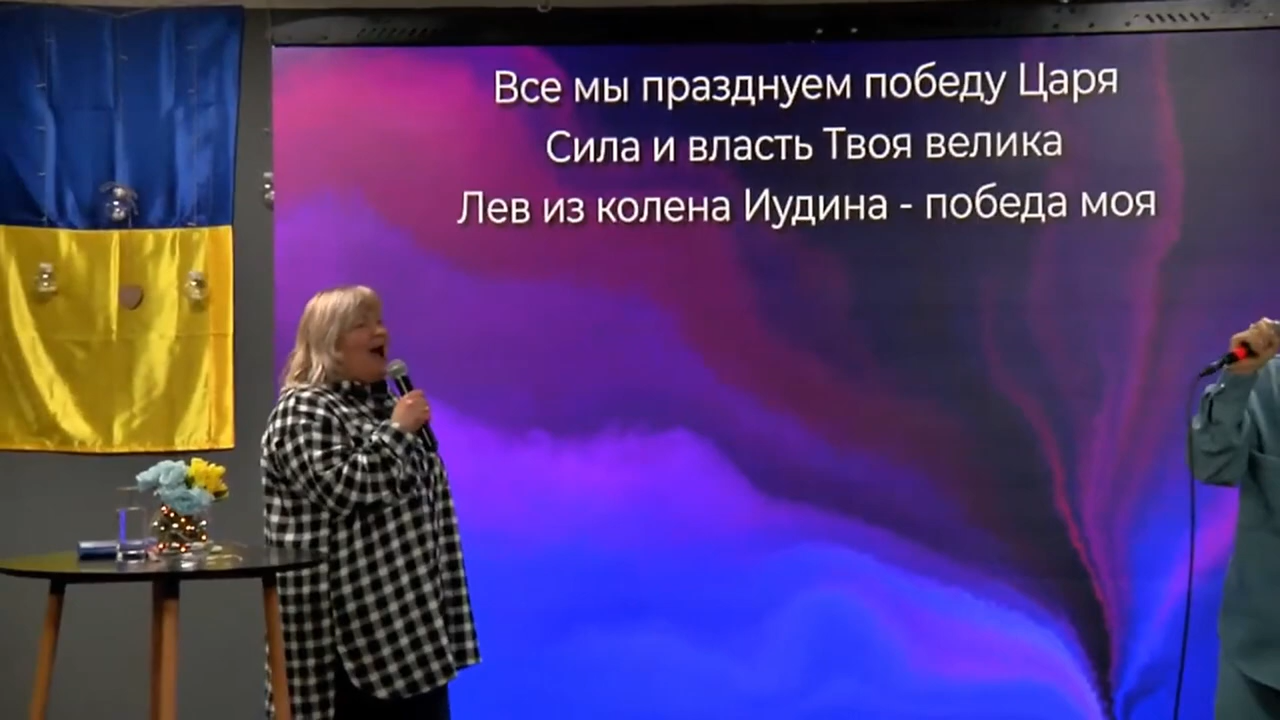 Все мы празднуем победу Царя
Сила и власть Твоя велика
Лев из колена Иудина - победа моя